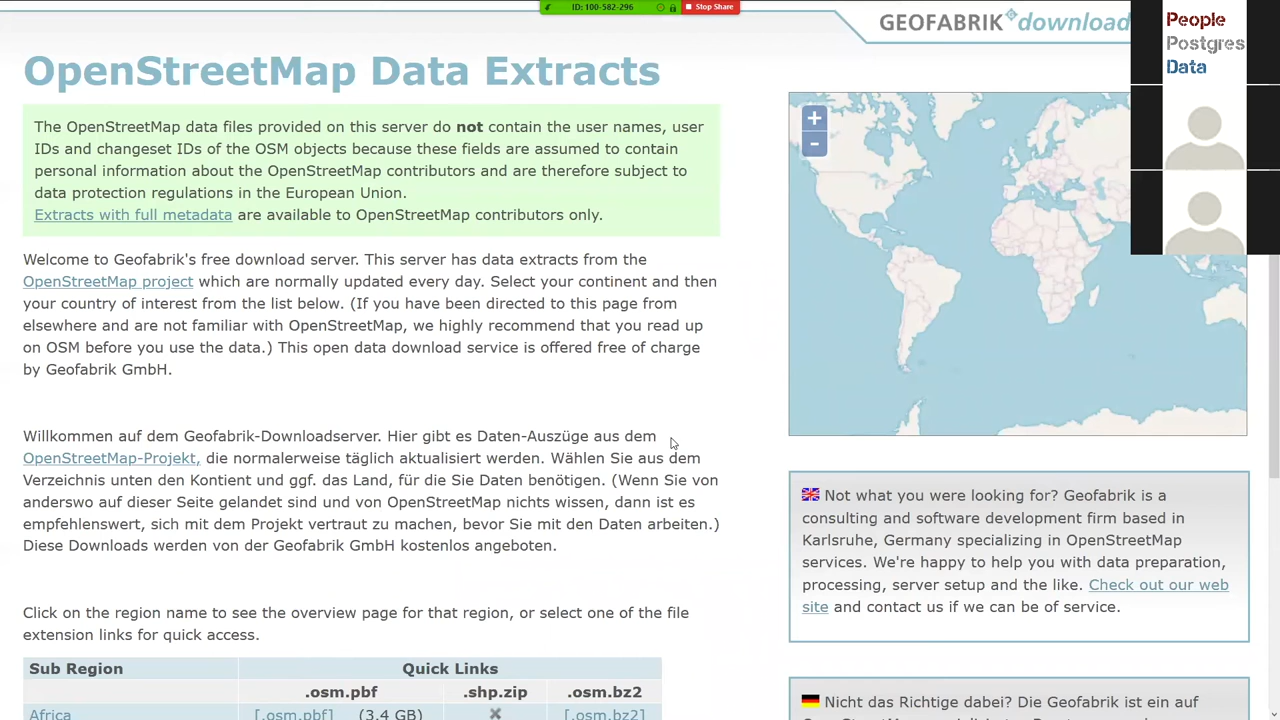 ID: 100-582-296
Stop Share
GEOFABRIK download
People
Postgres
Data
OpenStreetMap Data Extracts
The OpenStreetMap data files provided on this server do not contain the user names, user
IDs and changeset IDs of the OSM objects because these fields are assumed to contain
personal information about the OpenStreetMap contributors and are therefore subject to
data protection regulations in the European Union.
Extracts with full metadata are available to OpenStreetMap contributors only.
Welcome to Geofabrik's free download server. This server has data extracts from the
OpenStreetMap project which are normally updated every day. Select your continent and then
your country of interest from the list below. (If you have been directed to this page from
elsewhere and are not familiar with OpenStreetMap, we highly recommend that you read up
on OSM before you use the data.) This open data download service is offered free of charge
by Geofabrik GmbH.
Willkommen auf dem Geofabrik-Downloadserver. Hier gibt es Daten-Auszüge aus dem
OpenStreetMap-Projekt, die normalerweise täglich aktualisiert werden. Wählen Sie aus dem
Verzeichnis unten den Kontient und ggf. das Land, für die Sie Daten benötigen. (Wenn Sie von
anderswo auf dieser Seite gelandet sind und von OpenStreetMap nichts wissen, dann ist es
empfehlenswert, sich mit dem Projekt vertraut zu machen, bevor Sie mit den Daten arbeiten.)
Diese Downloads werden von der Geofabrik GmbH kostenlos angeboten.
Click on the region name to see the overview page for that region, or select one of the file
extension links for quick access.
Sub Region Quick Links
.osm.pbf .shp.zip .osm.bz2
Africa [.osm.pbf] (3.4 GB) ✖ [.osm.bz2]
+
-
Not what you were looking for? Geofabrik is a
consulting and software development firm based in
Karlsruhe, Germany specializing in OpenStreetMap
services. We're happy to help you with data preparation,
processing, server setup and the like. Check out our web
site and contact us if we can be of service.
Nicht das Richtige dabei? Die Geofabrik ist ein auf